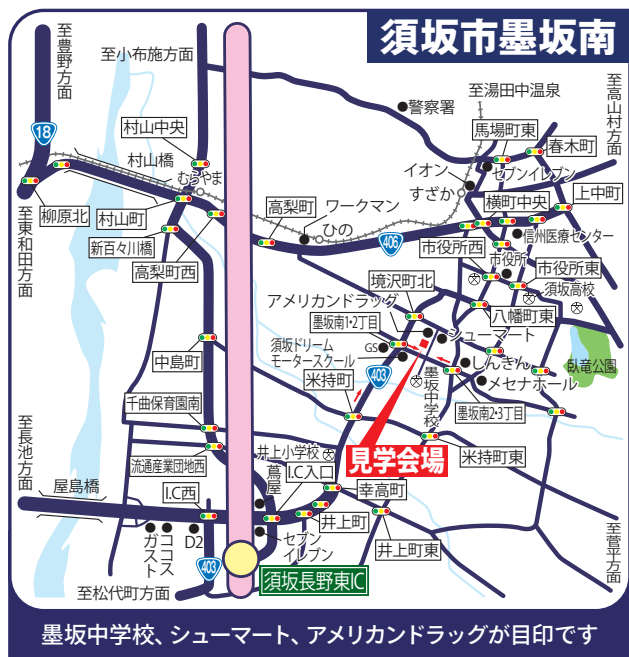 須坂市墨坂南
至豊野方面
至小布施方面
至湯田中温泉
至高山村方面
警察署
馬場町東
春木町
18
村山中央
村山橋
むらやま
イオン
セブンイレブン
すざか
上中町
柳原北
村山町
高梨町
ワークマン
ひの
横町中央
406
市役所西
信州医療センター
至東和田方面
新百々川橋
高梨町西
市役所
市役所東
境沢町北
須坂高校
アメリカンドラッグ
八幡町東
墨坂南1・2丁目
シューマート
中島町
須坂ドリーム
モータースクール
GS
しんきん
臥竜公園
403
墨坂中学校
メセナホール
米持町
千曲保育園南
墨坂南2・3丁目
至長池方面
井上小学校
見学会場
米持町東
流通産業団地西
蔦屋
I.C入口
屋島橋
I.C西
幸高町
井上町
井上町東
ガスト
ココス
D2
セブン
イレブン
至菅平方面
403
須坂長野東IC
至松代町方面
墨坂中学校、シューマート、アメリカンドラッグが目印です